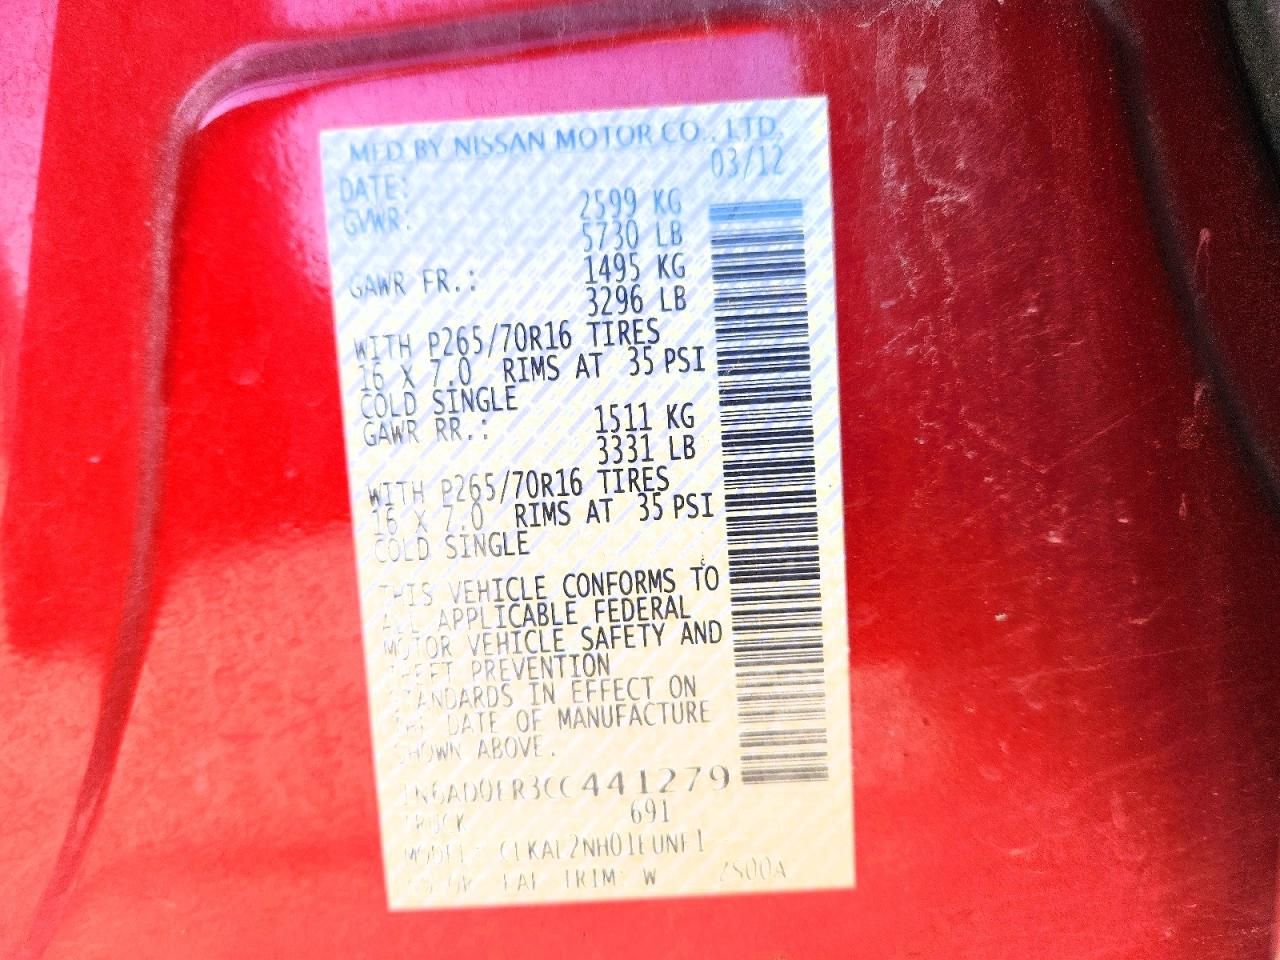 MFD BY NISSAN MOTOR CO., LTD.
DATE: 03/12
GVWR: 2599 KG
5730 LB
GAWR FR.: 1495 KG
3296 LB
WITH P265/70R16 TIRES
16 X 7.0 RIMS AT 35 PSI
COLD SINGLE
GAWR RR.: 1511 KG
3331 LB
WITH P265/70R16 TIRES
16 X 7.0 RIMS AT 35 PSI
COLD SINGLE
THIS VEHICLE CONFORMS TO
ALL APPLICABLE FEDERAL
MOTOR VEHICLE SAFETY AND
THEFT PREVENTION
STANDARDS IN EFFECT ON
THE DATE OF MANUFACTURE
SHOWN ABOVE.
1N6AD0ER3CC441279
TRUCK 691
MODEL:
TRIM: W